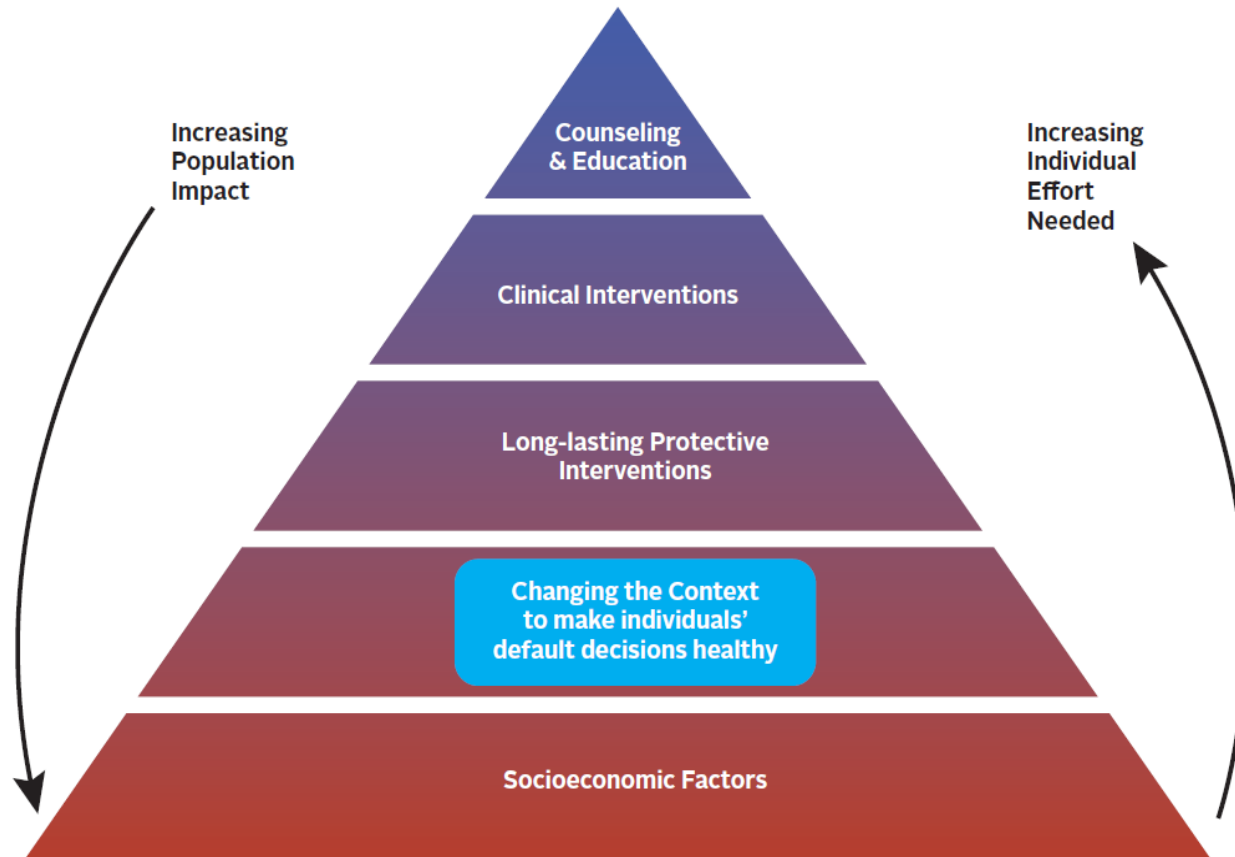 Increasing
Population
Impact
Increasing
Individual
Effort
Needed
Counseling
& Education
Clinical Interventions
Long-lasting Protective
Interventions
Changing the Context
to make individuals’
default decisions healthy
Socioeconomic Factors